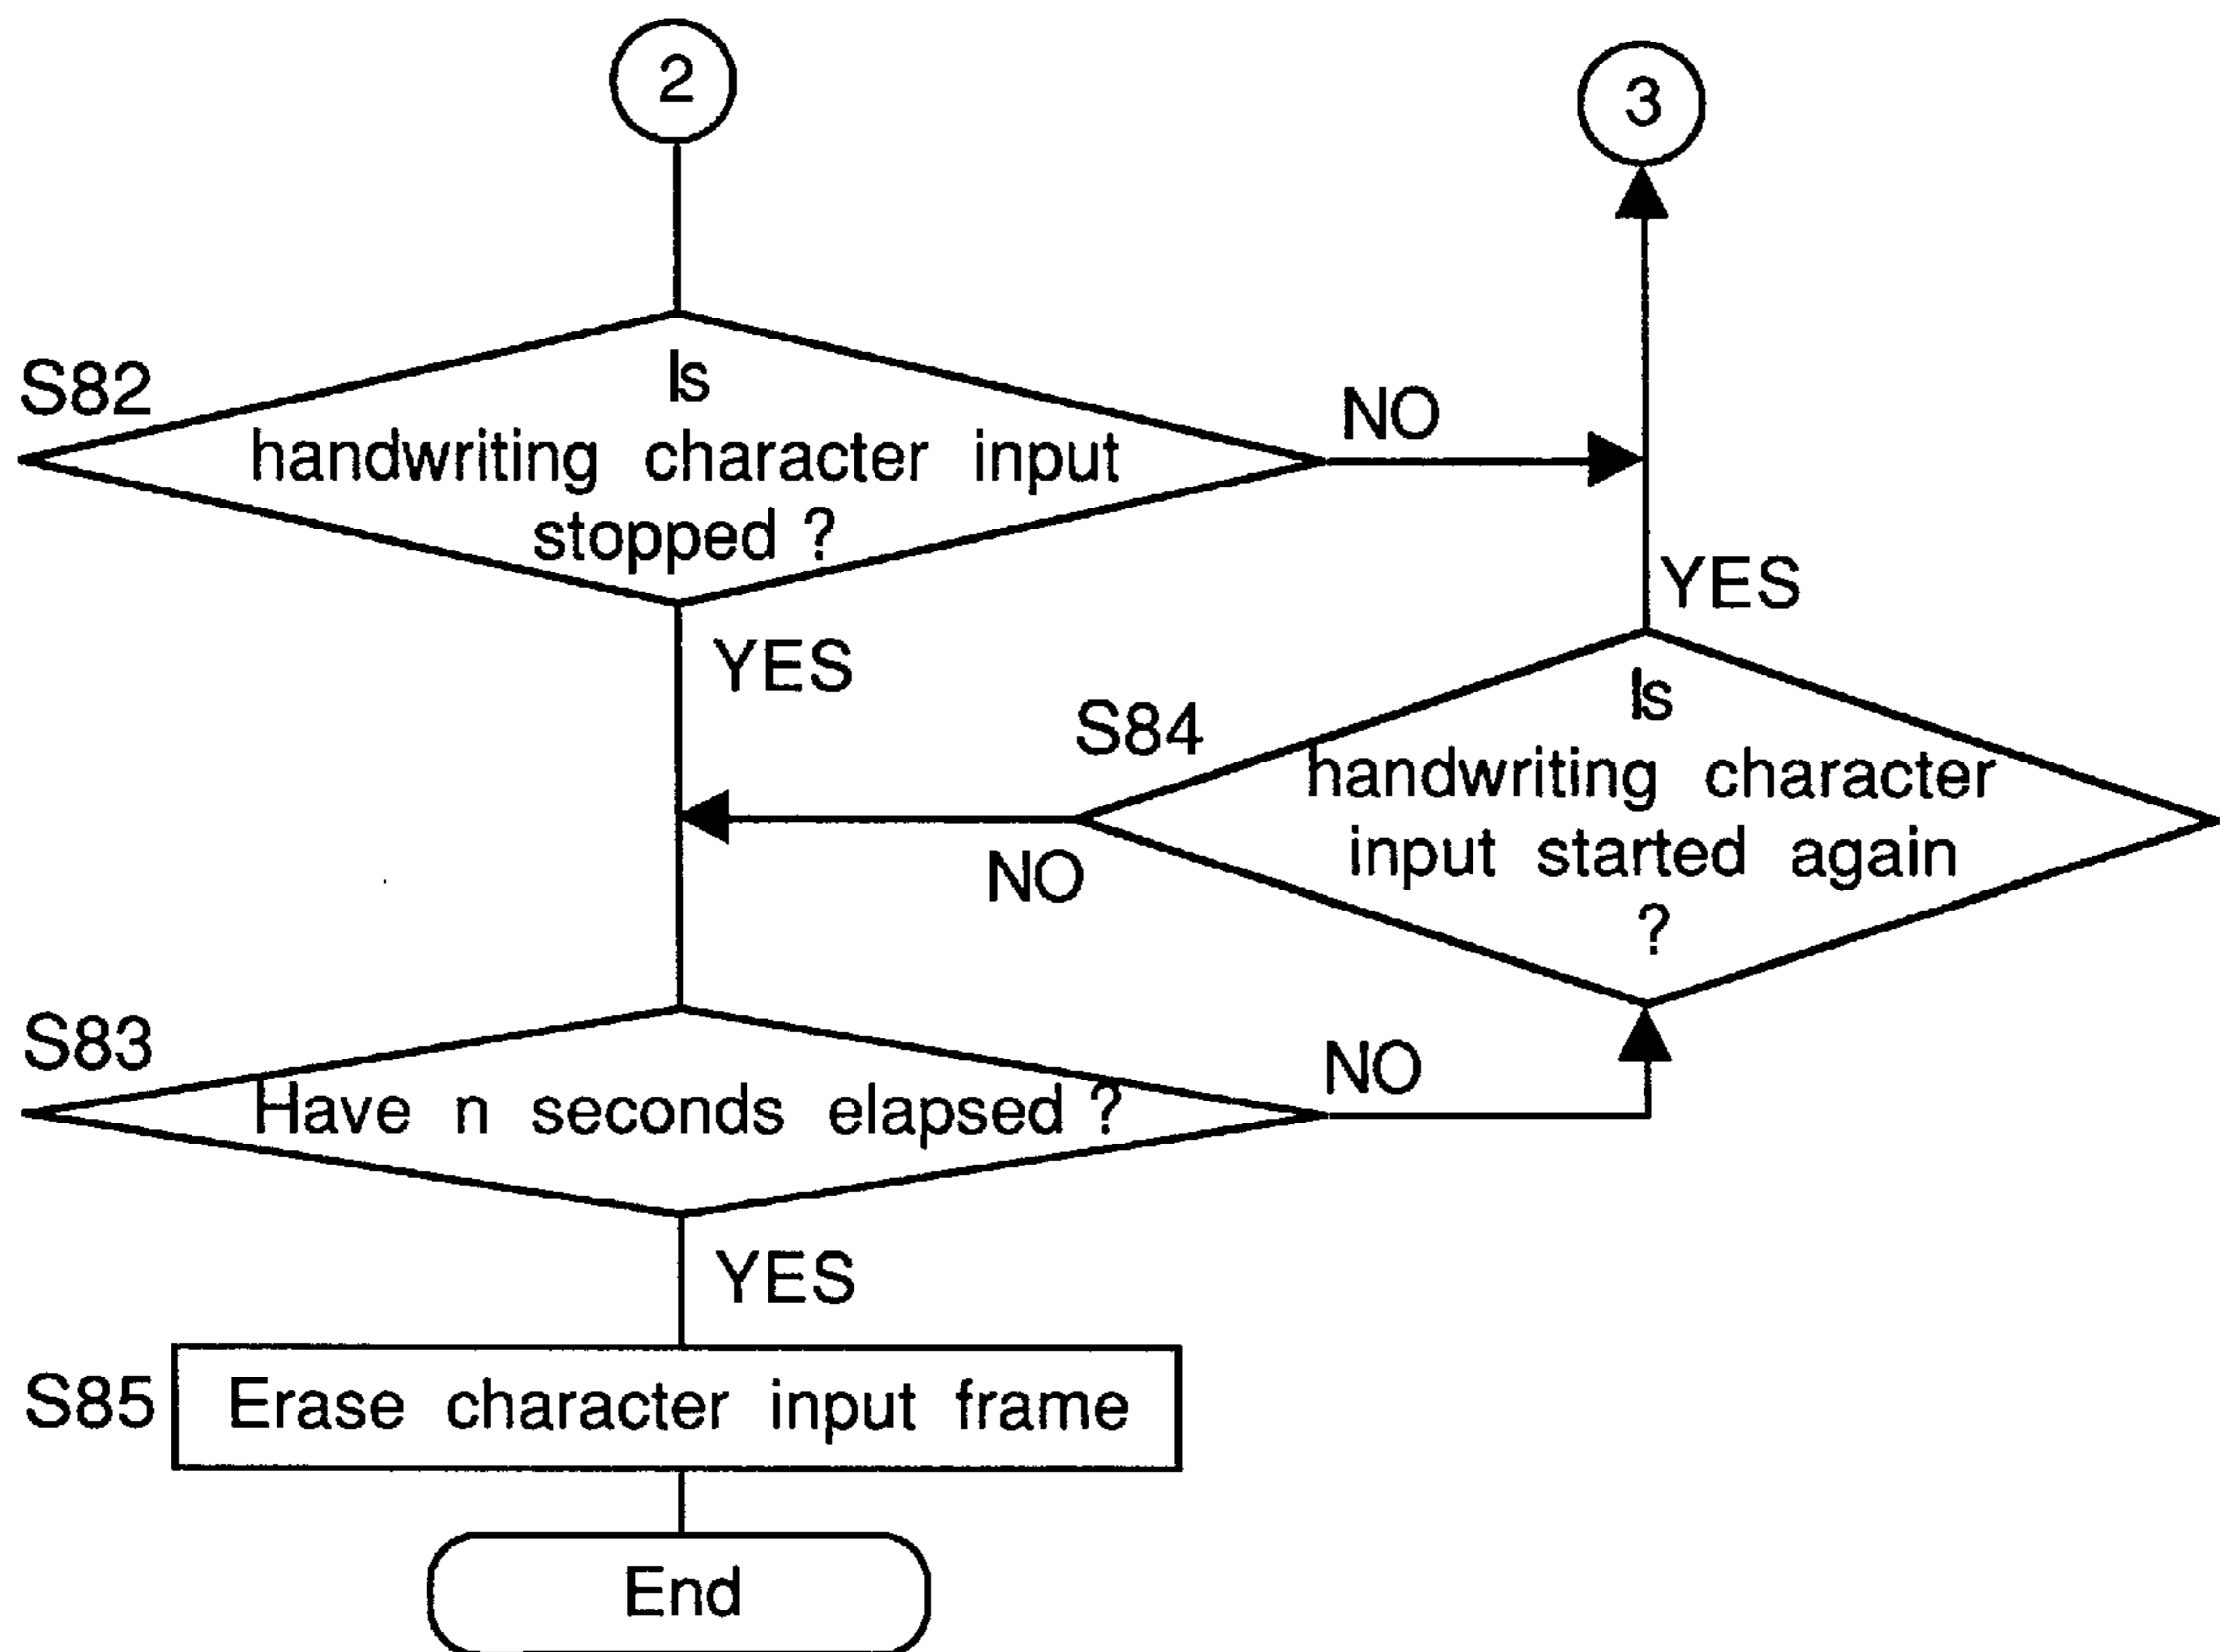 2
3
S82
Is
handwriting character input
stopped ?
NO
YES
YES
S84
Is
handwriting character
input started again
?
NO
S83
Have n seconds elapsed ?
NO
YES
S85
Erase character input frame
End